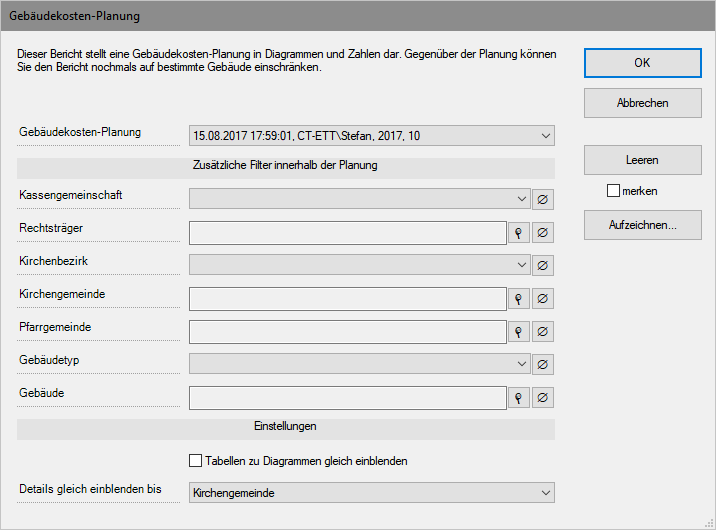 Gebäudekosten-Planung
Dieser Bericht stellt eine Gebäudekosten-Planung in Diagrammen und Zahlen dar. Gegenüber der Planung können
Sie den Bericht nochmals auf bestimmte Gebäude einschränken.
OK
Abbrechen
Gebäudekosten-Planung
15.08.2017 17:59:01, CT-ETT\Stefan, 2017, 10
Zusätzliche Filter innerhalb der Planung
Leeren
Kassengemeinschaft
merken
Rechtsträger
Aufzeichnen...
Kirchenbezirk
Kirchengemeinde
Pfarrgemeinde
Gebäudetyp
Gebäude
Einstellungen
Tabellen zu Diagrammen gleich einblenden
Details gleich einblenden bis
Kirchengemeinde